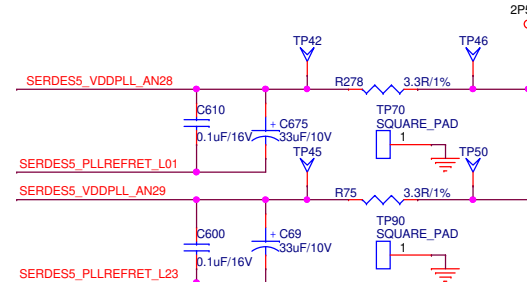 2P5
TP42
TP46
SERDES5_VDDPLL_AN28
R278
3.3R/1%
C610
0.1uF/16V
+ C675
33uF/10V
TP70
SQUARE_PAD
1
SERDES5_PLLREFRET_L01
TP45
TP50
SERDES5_VDDPLL_AN29
R75
3.3R/1%
C600
0.1uF/16V
+ C69
33uF/10V
TP90
SQUARE_PAD
1
SERDES5_PLLREFRET_L23